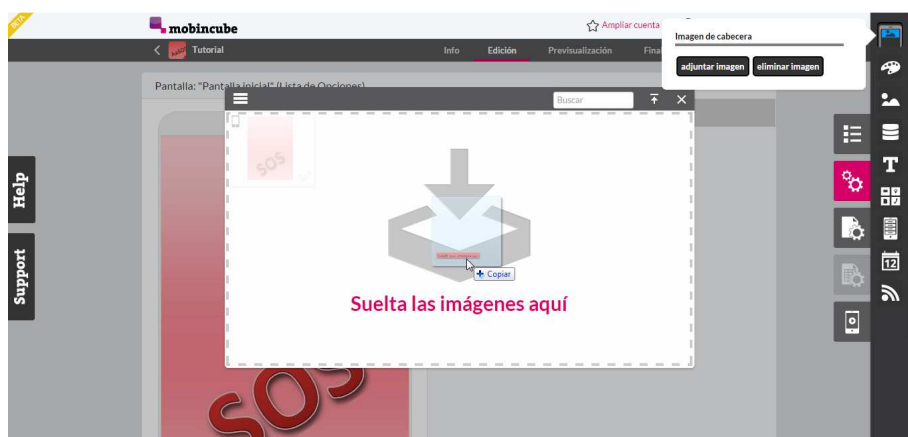 BETA
mobincube
Ampliar cuenta
Tutorial
Info
Edición
Previsualización
Final
Imagen de cabecera
adjuntar imagen
eliminar imagen
Pantalla: "Pantalla inicial" (Lista de Opciones)
Buscar
SOS
Copiar
Suelta las imágenes aquí
Help
Support
T
12
SOS